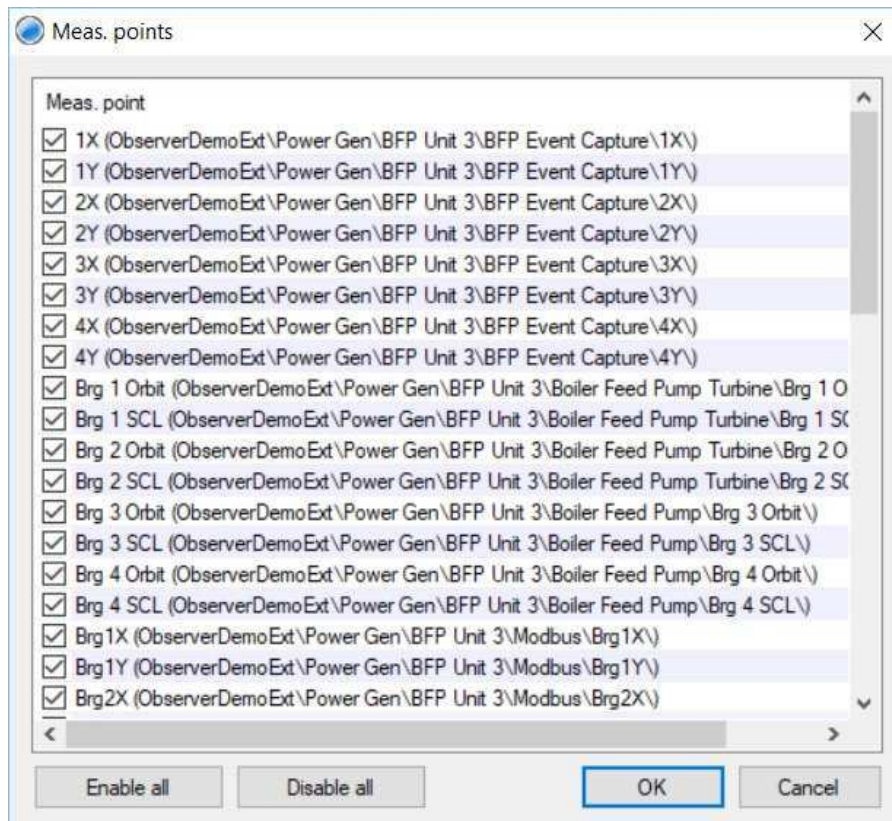 Meas. points
Meas. point
1X (ObserverDemoExt\Power Gen\BFP Unit 3\BFP Event Capture\1X\)
1Y (ObserverDemoExt\Power Gen\BFP Unit 3\BFP Event Capture\1Y\)
2X (ObserverDemoExt\Power Gen\BFP Unit 3\BFP Event Capture\2X\)
2Y (ObserverDemoExt\Power Gen\BFP Unit 3\BFP Event Capture\2Y\)
3X (ObserverDemoExt\Power Gen\BFP Unit 3\BFP Event Capture\3X\)
3Y (ObserverDemoExt\Power Gen\BFP Unit 3\BFP Event Capture\3Y\)
4X (ObserverDemoExt\Power Gen\BFP Unit 3\BFP Event Capture\4X\)
4Y (ObserverDemoExt\Power Gen\BFP Unit 3\BFP Event Capture\4Y\)
Brg 1 Orbit (ObserverDemoExt\Power Gen\BFP Unit 3\Boiler Feed Pump Turbine\Brg 1 O
Brg 1 SCL (ObserverDemoExt\Power Gen\BFP Unit 3\Boiler Feed Pump Turbine\Brg 1 SC
Brg 2 Orbit (ObserverDemoExt\Power Gen\BFP Unit 3\Boiler Feed Pump Turbine\Brg 2 O
Brg 2 SCL (ObserverDemoExt\Power Gen\BFP Unit 3\Boiler Feed Pump Turbine\Brg 2 SC
Brg 3 Orbit (ObserverDemoExt\Power Gen\BFP Unit 3\Boiler Feed Pump\Brg 3 Orbit\)
Brg 3 SCL (ObserverDemoExt\Power Gen\BFP Unit 3\Boiler Feed Pump\Brg 3 SCL\)
Brg 4 Orbit (ObserverDemoExt\Power Gen\BFP Unit 3\Boiler Feed Pump\Brg 4 Orbit\)
Brg 4 SCL (ObserverDemoExt\Power Gen\BFP Unit 3\Boiler Feed Pump\Brg 4 SCL\)
Brg1X (ObserverDemoExt\Power Gen\BFP Unit 3\Modbus\Brg1X\)
Brg1Y (ObserverDemoExt\Power Gen\BFP Unit 3\Modbus\Brg1Y\)
Brg2X (ObserverDemoExt\Power Gen\BFP Unit 3\Modbus\Brg2X\)
Enable all Disable all OK Cancel